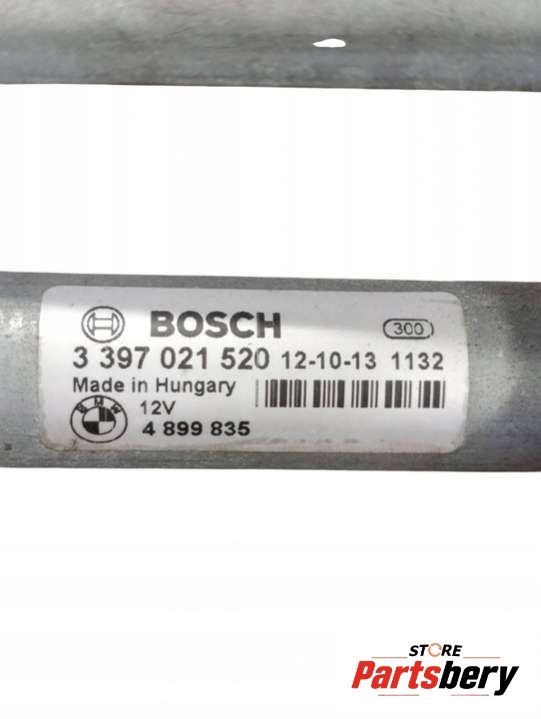 BOSCH 300
3 397 021 520 12-10-13 1132
Made in Hungary
BMW 12V
4 899 835
STORE
Partsbery